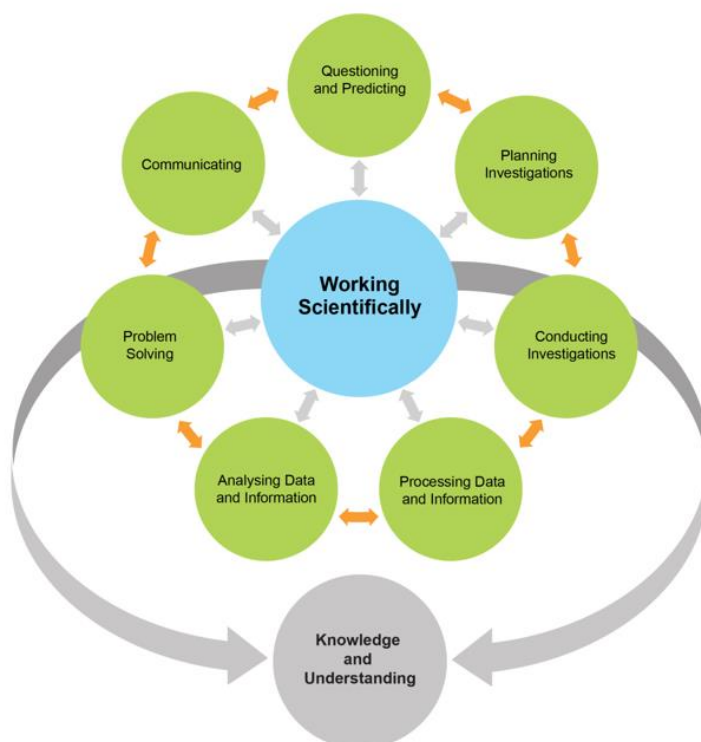 Questioning
and Predicting
Communicating
Planning
Investigations
Working
Scientifically
Problem
Solving
Conducting
Investigations
Analysing Data
and Information
Processing Data
and Information
Knowledge
and
Understanding